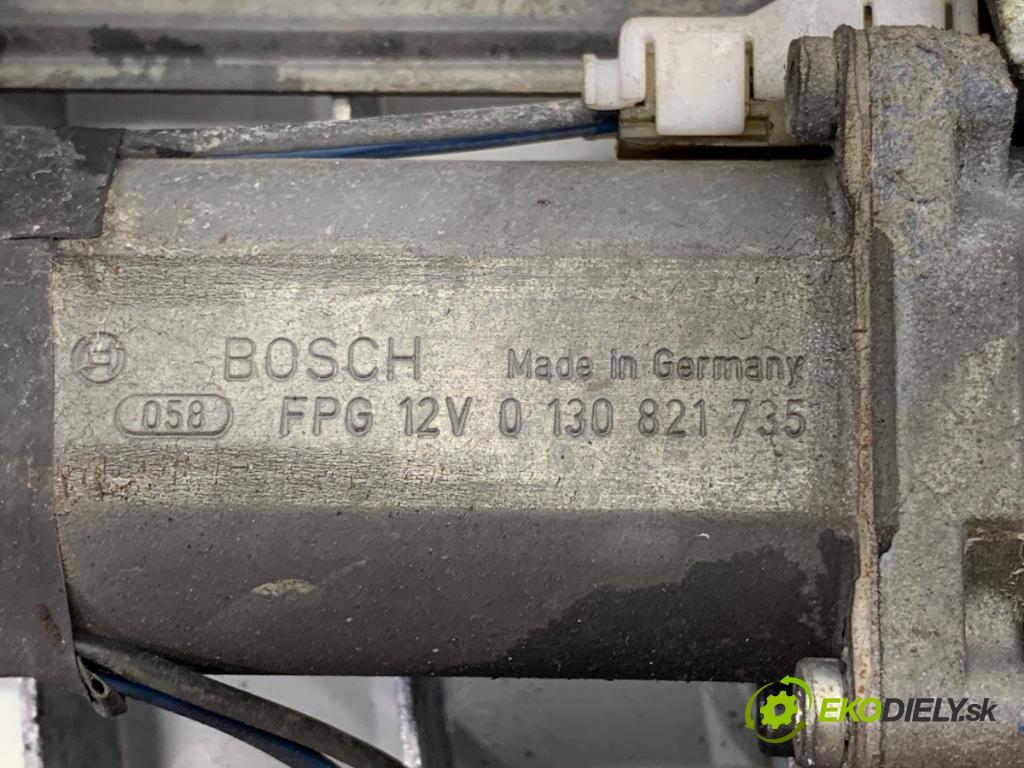 BOSCH Made in Germany
058 FPG 12V 0 130 821 735
EKODIELY.sk